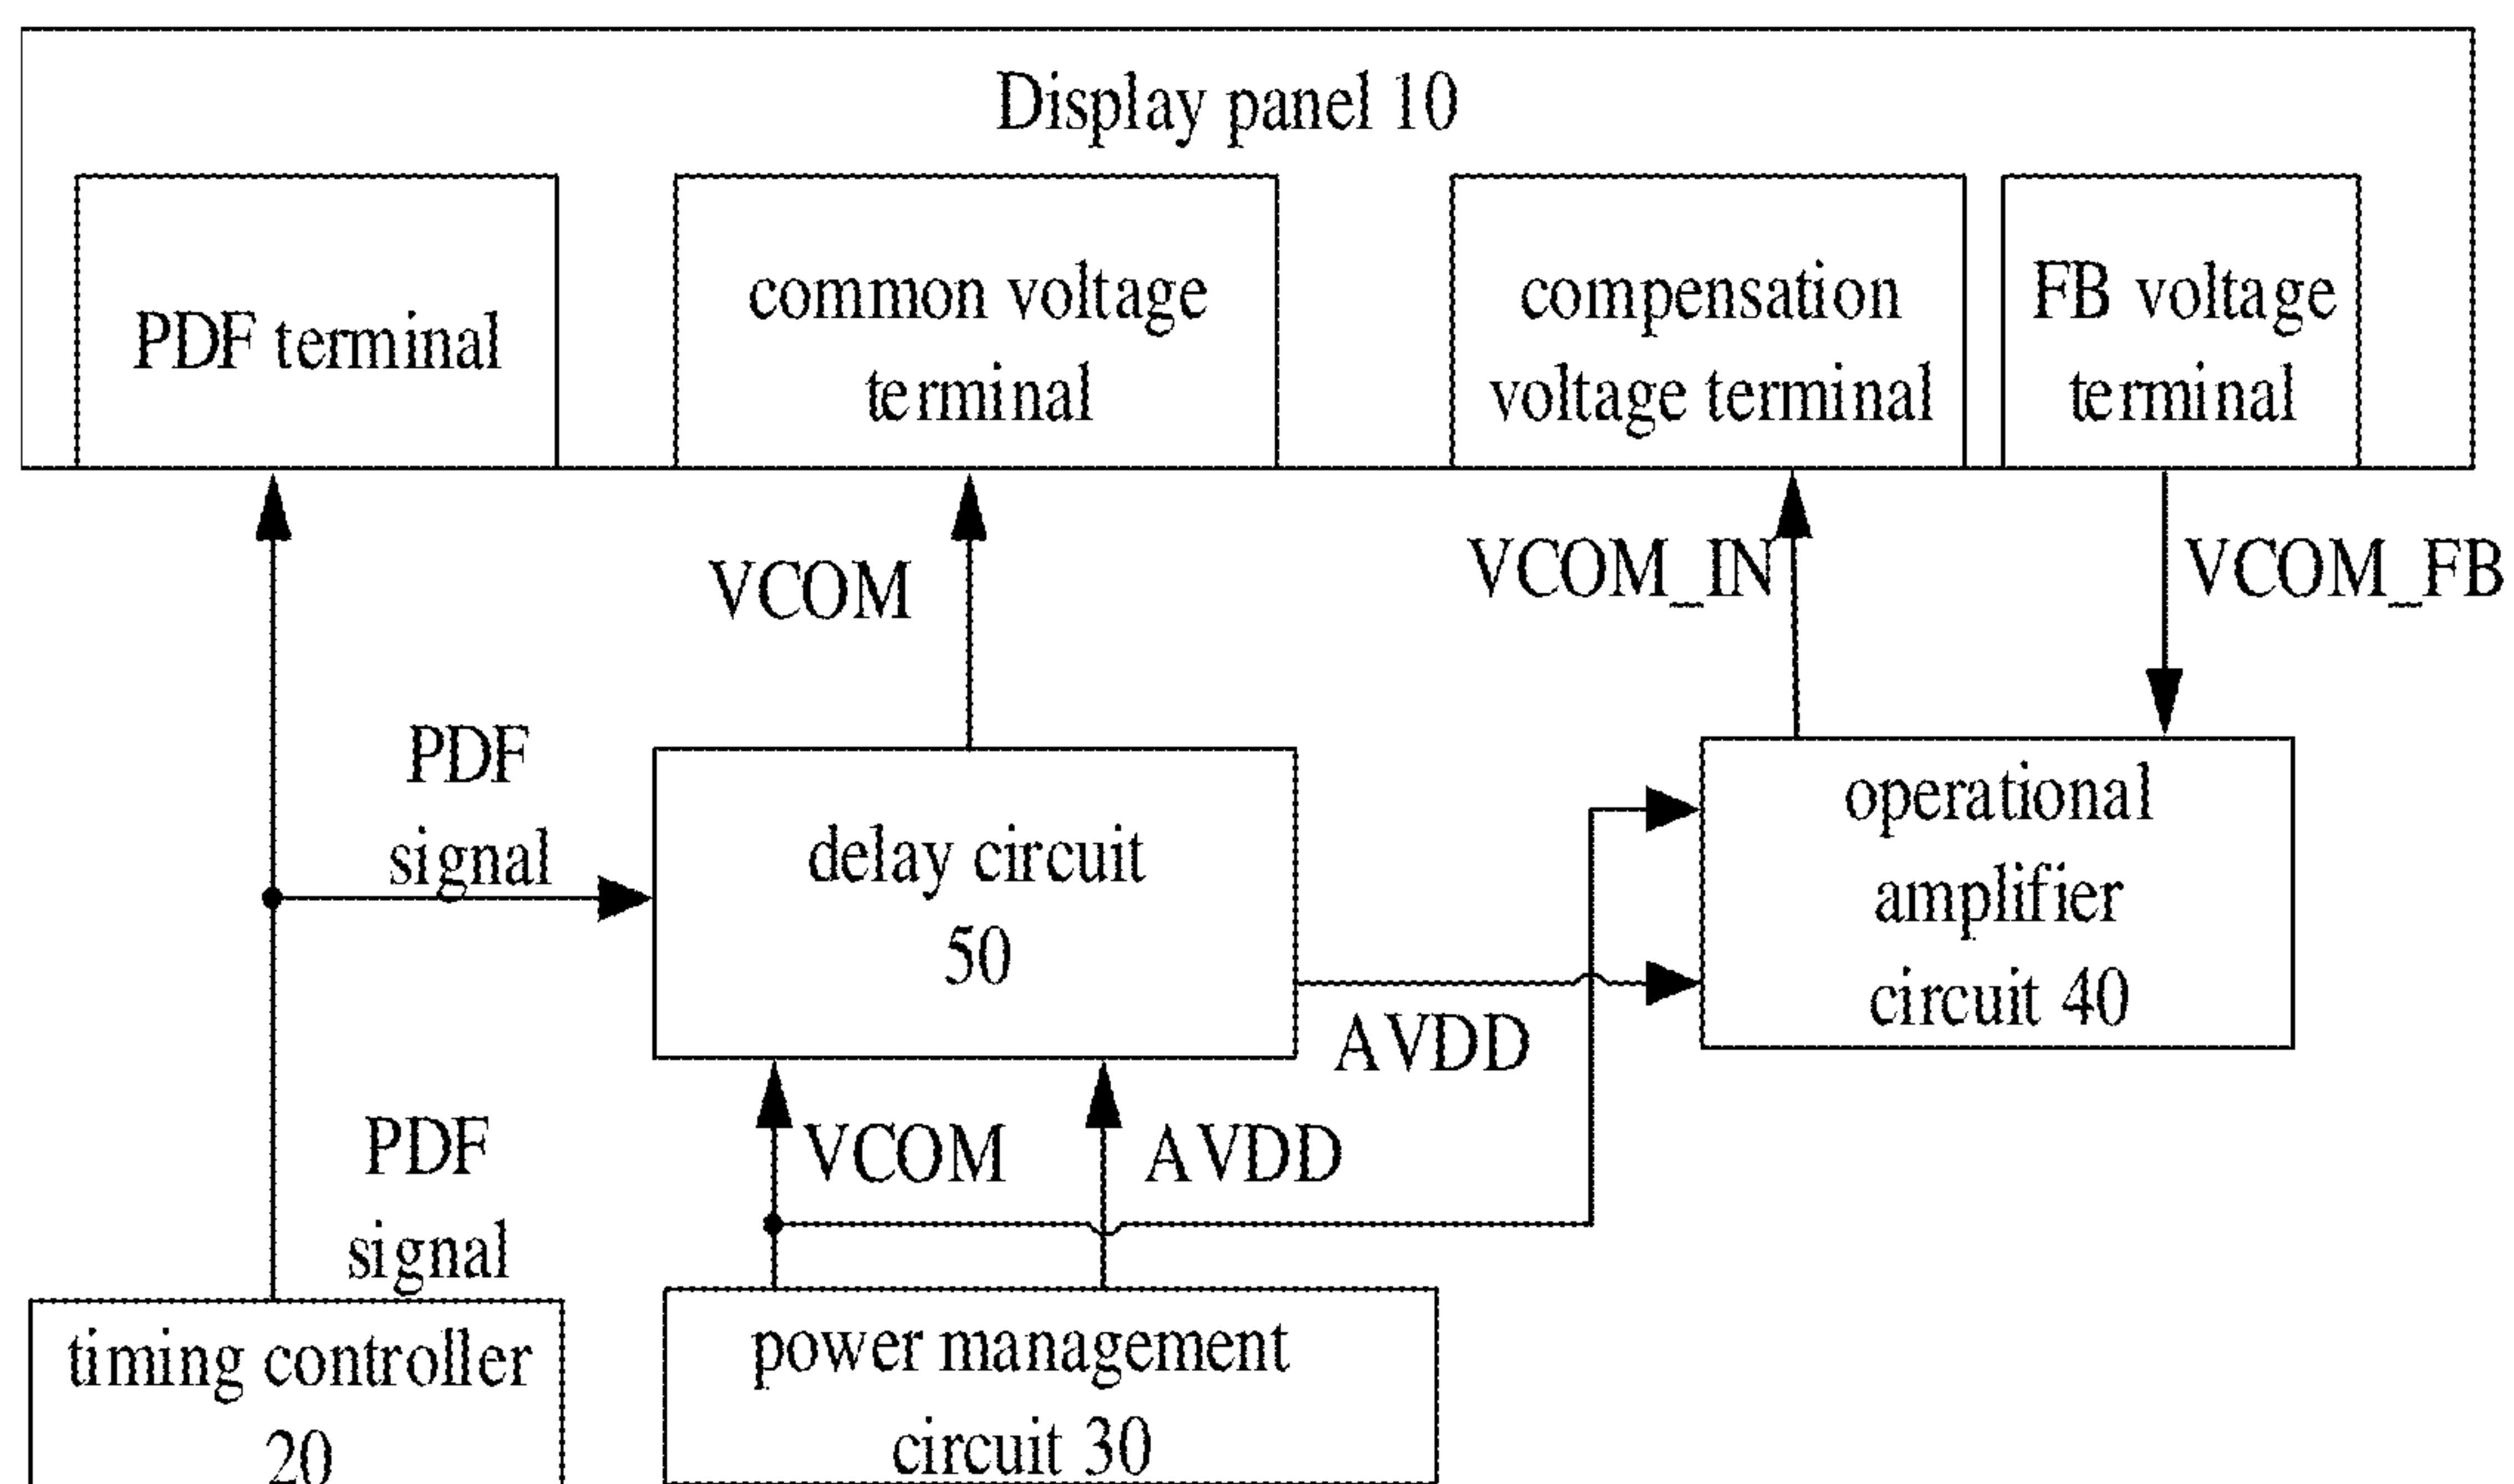 Display panel 10
PDF terminal
common voltage
terminal
compensation
voltage terminal
FB voltage
terminal
VCOM
VCOM_IN
VCOM_FB
PDF
signal
delay circuit
50
operational
amplifier
circuit 40
AVDD
PDF
signal
VCOM
AVDD
timing controller
20
power management
circuit 30